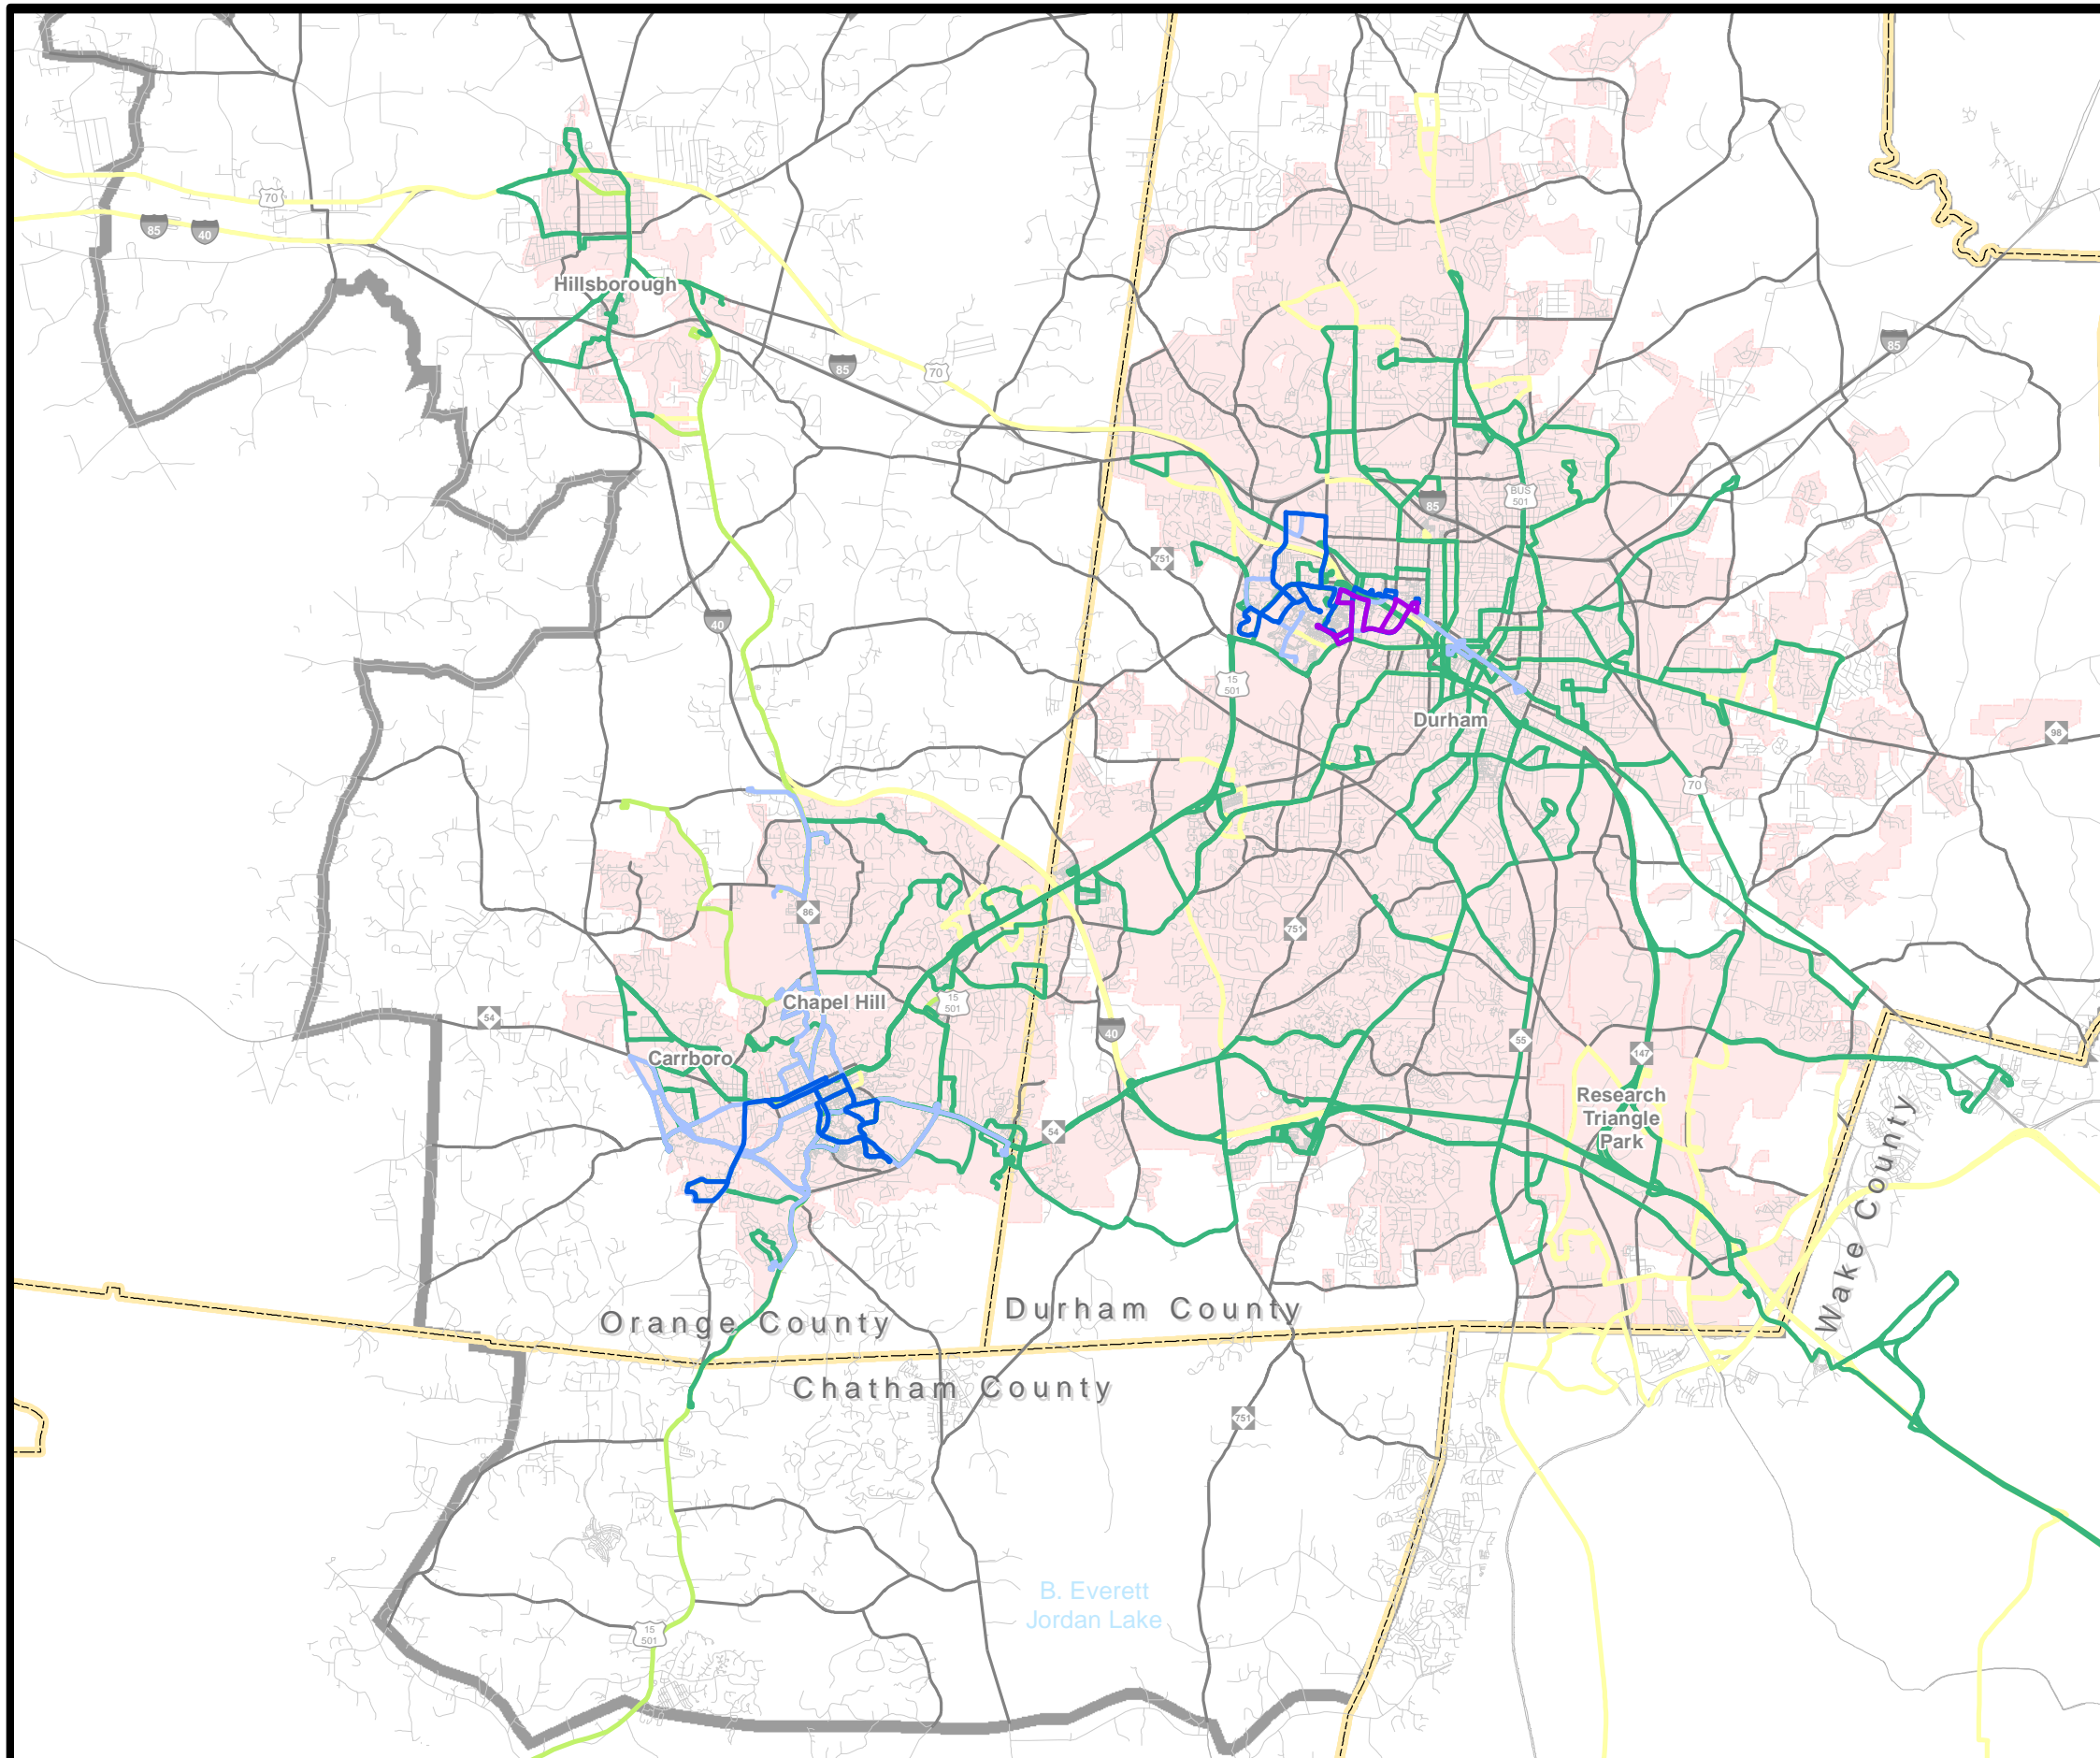 70
85
40
Hillsborough
85
70
85
BUS
501
85
751
40
15
501
Durham
98
70
86
751
Chapel Hill
15
501
54
40
55
147
Carrboro
54
Research
Triangle
Park
Wake County
Orange County
Durham County
Chatham County
751
B. Everett
Jordan Lake
15
501